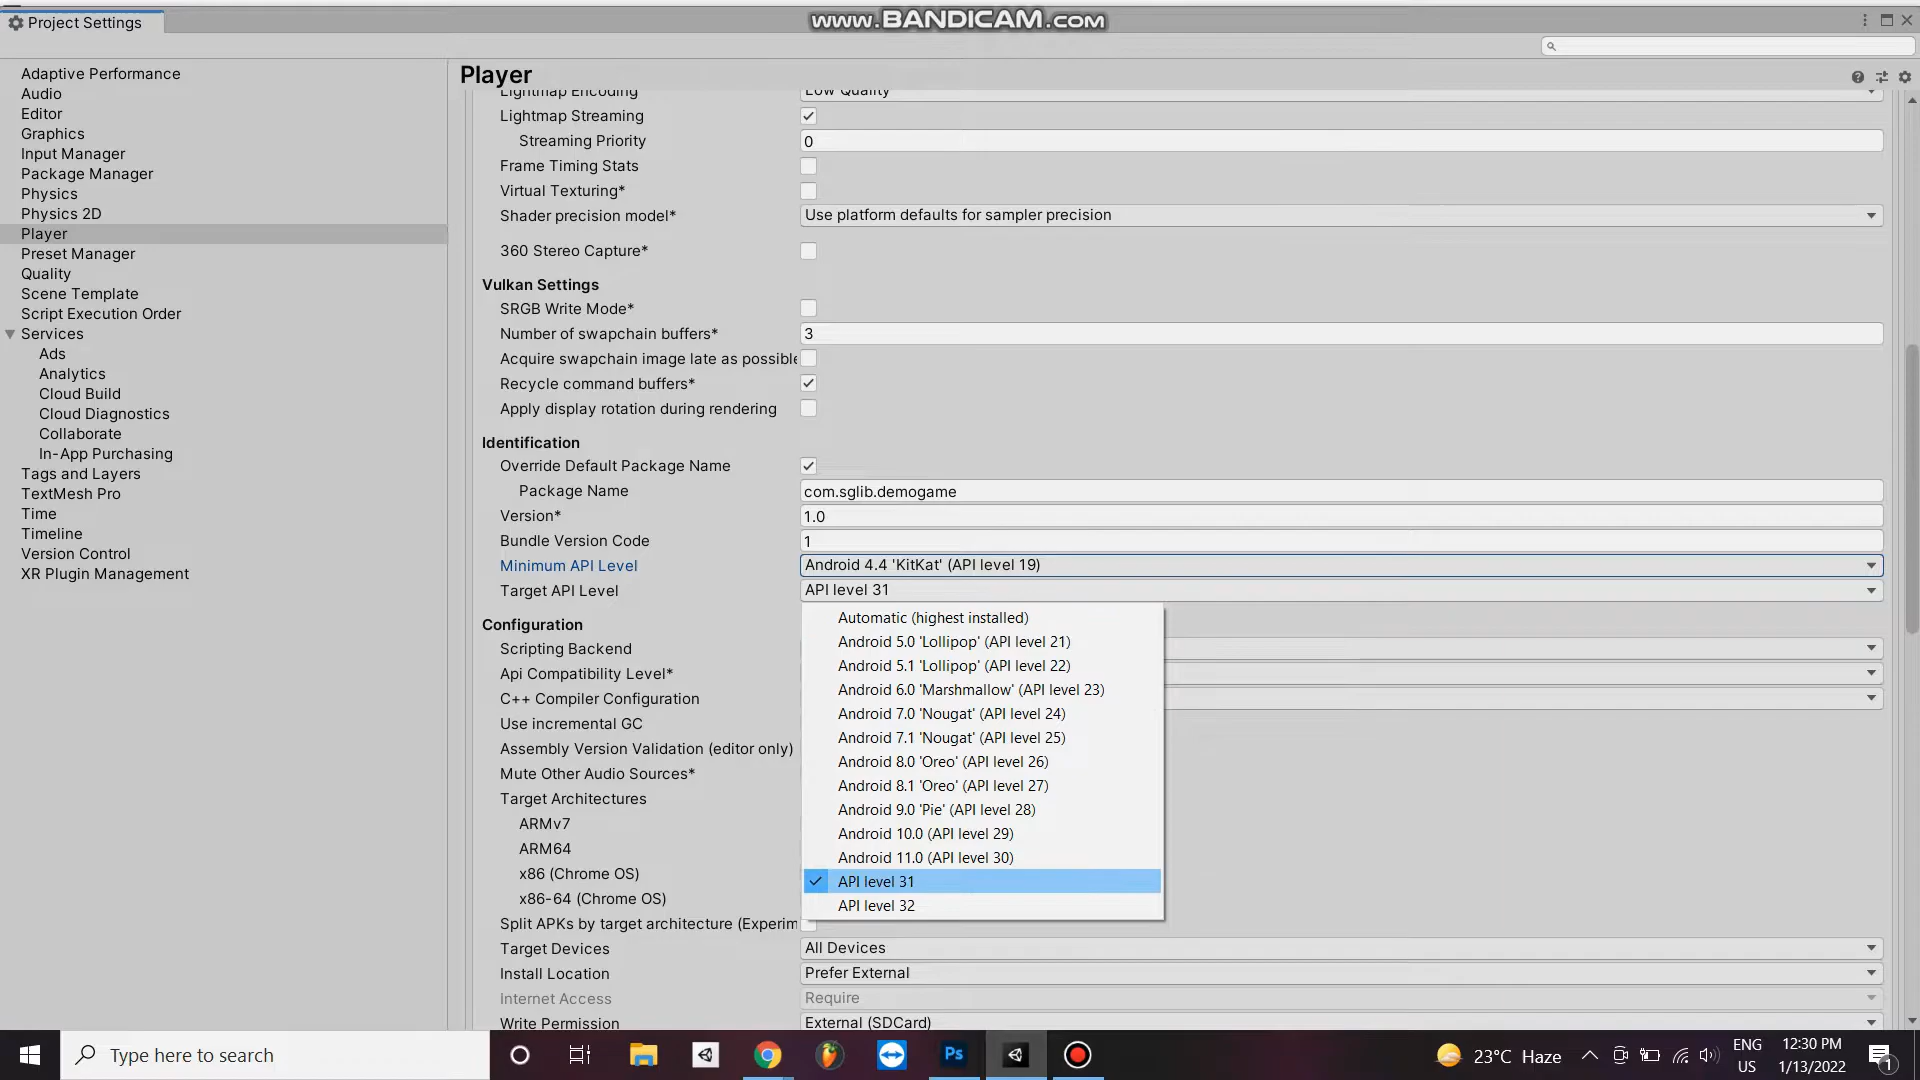 Project Settings
www.BANDICAM.com
Adaptive Performance
Audio
Editor
Graphics
Input Manager
Package Manager
Physics
Physics 2D
Player
Preset Manager
Quality
Scene Template
Script Execution Order
Services
Ads
Analytics
Cloud Build
Cloud Diagnostics
Collaborate
In-App Purchasing
Tags and Layers
TextMesh Pro
Time
Timeline
Version Control
XR Plugin Management
Player
Lightmap Encoding Low Quality
Lightmap Streaming
Streaming Priority 0
Frame Timing Stats
Virtual Texturing*
Shader precision model* Use platform defaults for sampler precision
360 Stereo Capture*
Vulkan Settings
SRGB Write Mode*
Number of swapchain buffers* 3
Acquire swapchain image late as possible
Recycle command buffers*
Apply display rotation during rendering
Identification
Override Default Package Name
Package Name com.sglib.demogame
Version* 1.0
Bundle Version Code 1
Minimum API Level Android 4.4 'KitKat' (API level 19)
Target API Level API level 31
Automatic (highest installed)
Android 5.0 'Lollipop' (API level 21)
Android 5.1 'Lollipop' (API level 22)
Android 6.0 'Marshmallow' (API level 23)
Android 7.0 'Nougat' (API level 24)
Android 7.1 'Nougat' (API level 25)
Android 8.0 'Oreo' (API level 26)
Android 8.1 'Oreo' (API level 27)
Android 9.0 'Pie' (API level 28)
Android 10.0 (API level 29)
Android 11.0 (API level 30)
API level 31
API level 32
Configuration
Scripting Backend
Api Compatibility Level*
C++ Compiler Configuration
Use incremental GC
Assembly Version Validation (editor only)
Mute Other Audio Sources*
Target Architectures
ARMv7
ARM64
x86 (Chrome OS)
x86-64 (Chrome OS)
Split APKs by target architecture (Experim
Target Devices All Devices
Install Location Prefer External
Internet Access Require
Write Permission External (SDCard)
Type here to search
Ps
23°C Haze
ENG
US
12:30 PM
1/13/2022
1